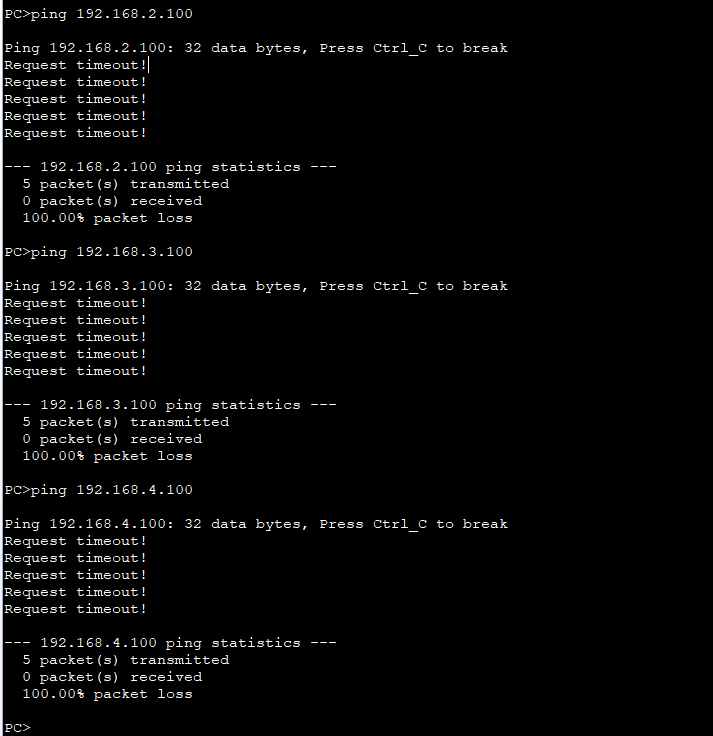 PC>ping 192.168.2.100
Ping 192.168.2.100: 32 data bytes, Press Ctrl_C to break
Request timeout!
Request timeout!
Request timeout!
Request timeout!
Request timeout!
--- 192.168.2.100 ping statistics ---
5 packet(s) transmitted
0 packet(s) received
100.00% packet loss
PC>ping 192.168.3.100
Ping 192.168.3.100: 32 data bytes, Press Ctrl_C to break
Request timeout!
Request timeout!
Request timeout!
Request timeout!
Request timeout!
--- 192.168.3.100 ping statistics ---
5 packet(s) transmitted
0 packet(s) received
100.00% packet loss
PC>ping 192.168.4.100
Ping 192.168.4.100: 32 data bytes, Press Ctrl_C to break
Request timeout!
Request timeout!
Request timeout!
Request timeout!
Request timeout!
--- 192.168.4.100 ping statistics ---
5 packet(s) transmitted
0 packet(s) received
100.00% packet loss
PC>